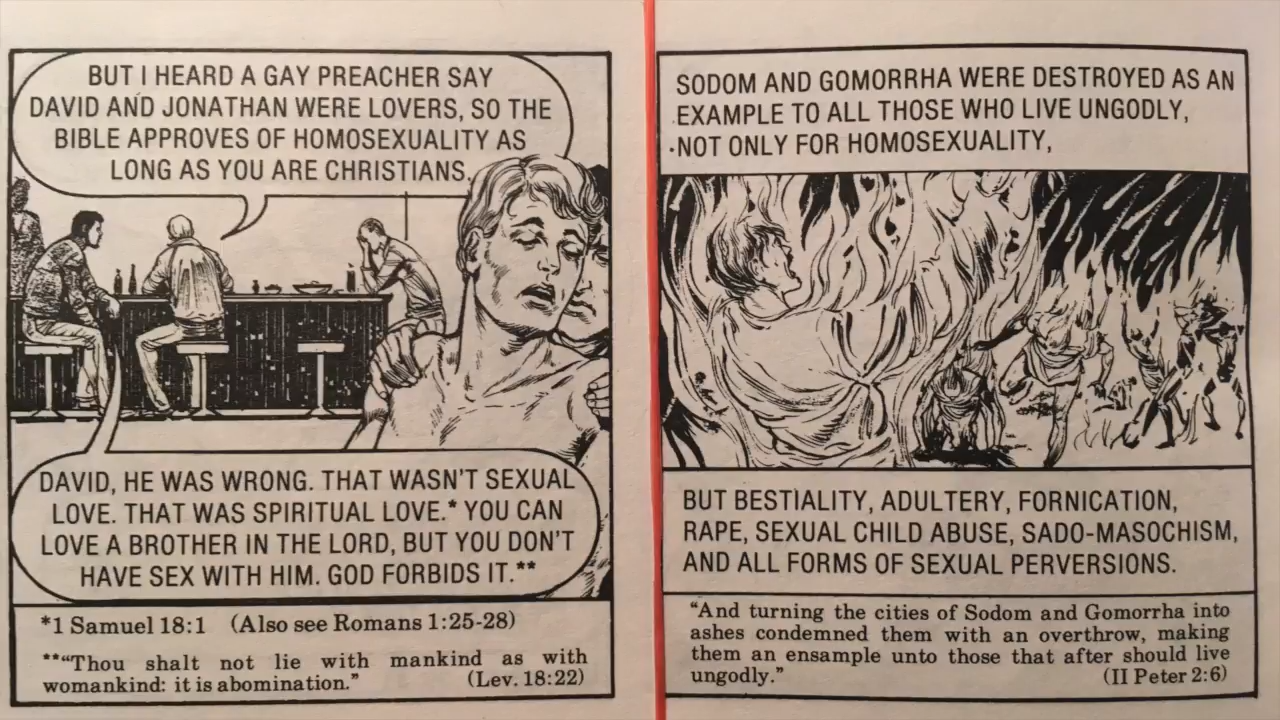 BUT I HEARD A GAY PREACHER SAY
DAVID AND JONATHAN WERE LOVERS, SO THE
BIBLE APPROVES OF HOMOSEXUALITY AS
LONG AS YOU ARE CHRISTIANS.
DAVID, HE WAS WRONG. THAT WASN'T SEXUAL
LOVE. THAT WAS SPIRITUAL LOVE.* YOU CAN
LOVE A BROTHER IN THE LORD, BUT YOU DON'T
HAVE SEX WITH HIM. GOD FORBIDS IT.**
*1 Samuel 18:1 (Also see Romans 1:25-28)
**"Thou shalt not lie with mankind as with
womankind: it is abomination." (Lev. 18:22)
SODOM AND GOMORRHA WERE DESTROYED AS AN
EXAMPLE TO ALL THOSE WHO LIVE UNGODLY,
NOT ONLY FOR HOMOSEXUALITY,
BUT BESTIALITY, ADULTERY, FORNICATION,
RAPE, SEXUAL CHILD ABUSE, SADO-MASOCHISM,
AND ALL FORMS OF SEXUAL PERVERSIONS.
"And turning the cities of Sodom and Gomorrha into
ashes condemned them with an overthrow, making
them an ensample unto those that after should live
ungodly." (II Peter 2:6)